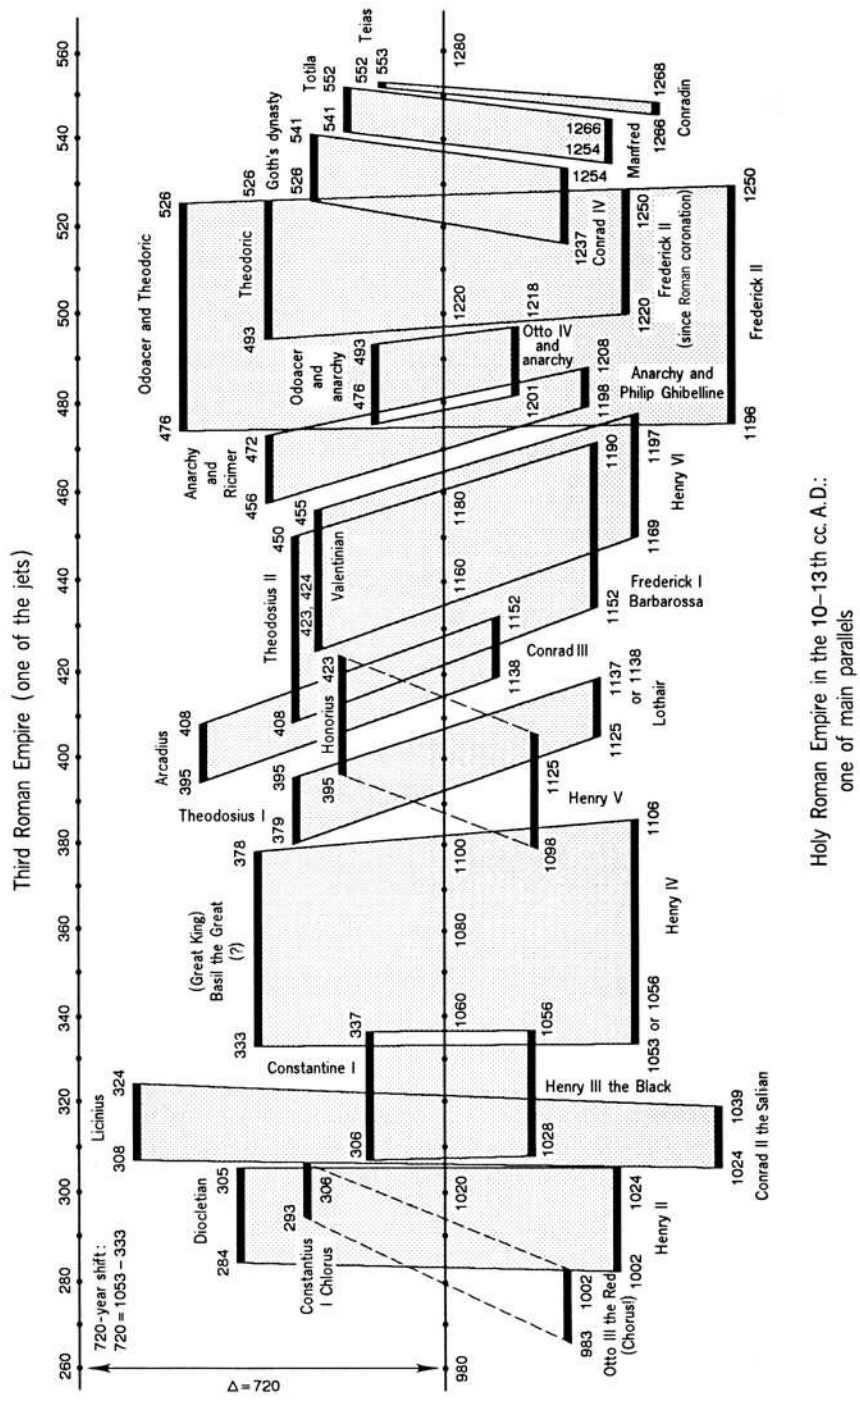 Third Roman Empire (one of the jets)
260
280
300
320
340
360
380
400
420
440
460
480
500
520
540
560
720-year shift:
720 = 1053 – 333
Δ = 720
284
Diocletian
305
293
306
Constantius
I Chlorus
308
Licinius
324
306
Constantine I
337
333
(Great King)
Basil the Great
(?)
378
379
Theodosius I
395
395
Arcadius
408
395
Honorius
423
408
Theodosius II
450
423, 424
Valentinian
455
456
Anarchy
and
Ricimer
472
476
Odoacer and Theodoric
526
476
Odoacer
and
anarchy
493
493
Theodoric
526
526
Goth's dynasty
541
541
Totila
552
552
Teias
553
980
1020
1060
1080
1100
1160
1180
1220
1280
983
1002
Otto III the Red
(Chorus!)
1002
1024
Henry II
1024
1039
Conrad II the Salian
1028
1056
Henry III the Black
1053 or 1056
1106
Henry IV
1098
1125
Henry V
1125
1137
or 1138
Lothair
1138
1152
Conrad III
1152
1190
Frederick I
Barbarossa
1169
1197
Henry VI
1198
1208
Anarchy and
Philip Ghibelline
1201
1218
Otto IV
and
anarchy
1196
1250
Frederick II
1220
1250
Frederick II
(since Roman coronation)
1237
1254
Conrad IV
1254
1266
Manfred
1266
1268
Conradin
Holy Roman Empire in the 10–13th cc. A.D.:
one of main parallels